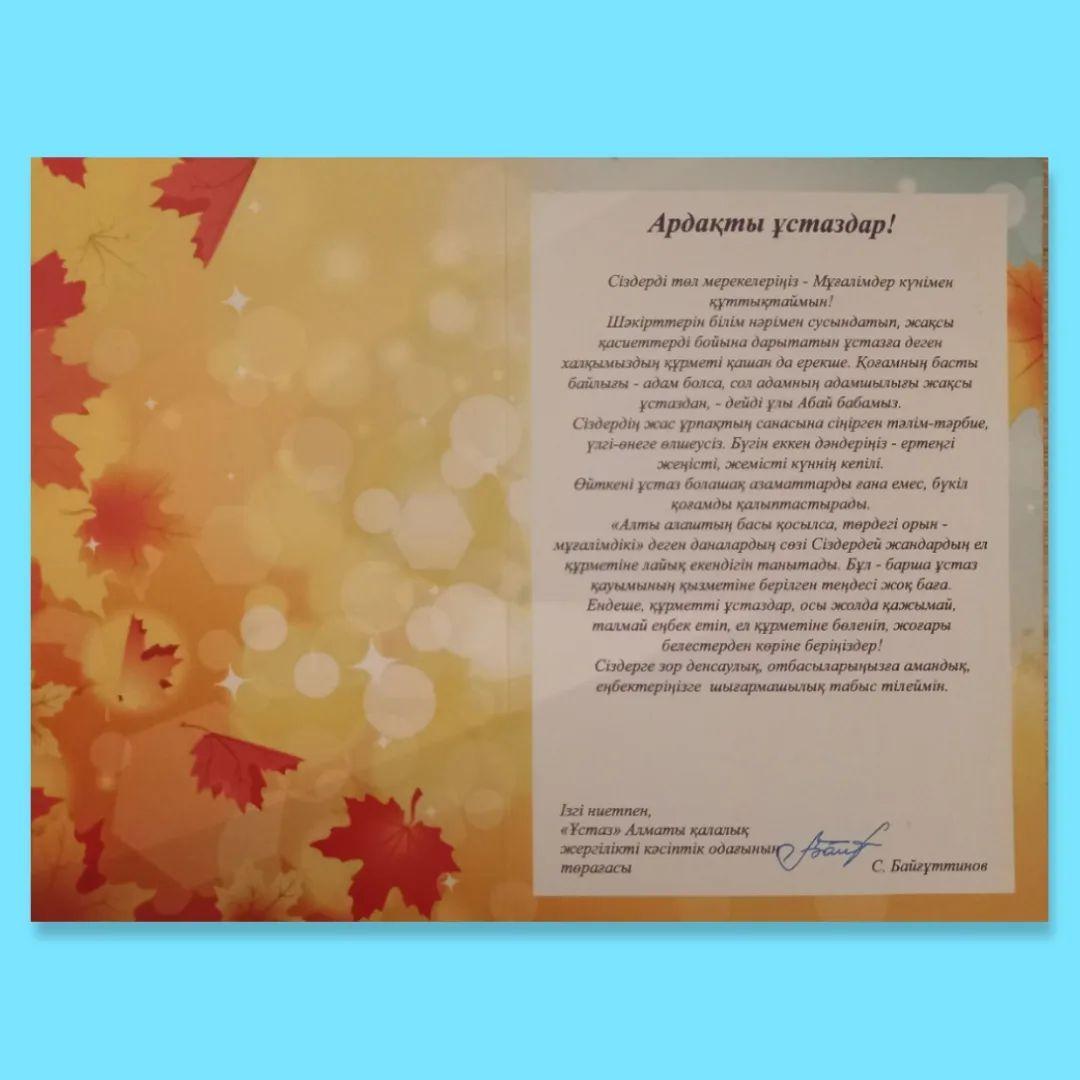 Ардақты ұстаздар!
Сіздерді төл мерекелеріңіз - Мұғалімдер күнімен
құттықтаймын!
Шәкірттерін білім нәрімен сусындатып, жақсы
қасиеттерді бойына дарытатын ұстазға деген
халқымыздың құрметі қашан да ерекше. Қоғамның басты
байлығы - адам болса, сол адамның адамшылығы жақсы
ұстаздан, - дейді ұлы Абай бабамыз.
Сіздердің жас ұрпақтың санасына сіңірген тәлім-тәрбие,
үлгі-өнеге өлшеусіз. Бүгін еккен дәндеріңіз - ертеңгі
жеңісті, жемісті күннің кепілі.
Өйткені ұстаз болашақ азаматтарды ғана емес, бүкіл
қоғамды қалыптастырады.
«Алты алаштың басы қосылса, төрдегі орын -
мұғалімдікі» деген даналардың сөзі Сіздердей жандардың ел
құрметіне лайық екендігін танытады. Бұл - барша ұстаз
қауымының қызметіне берілген теңдесі жоқ баға.
Ендеше, құрметті ұстаздар, осы жолда қажымай,
талмай еңбек етіп, ел құрметіне бөленіп, жоғары
белестерден көріне беріңіздер!
Сіздерге зор денсаулық, отбасыларыңызға амандық,
еңбектеріңізге шығармашылық табыс тілеймін.
Ізгі ниетпен,
«Ұстаз» Алматы қалалық
жергілікті кәсіптік одағының
төрағасы
С. Байғұттинов